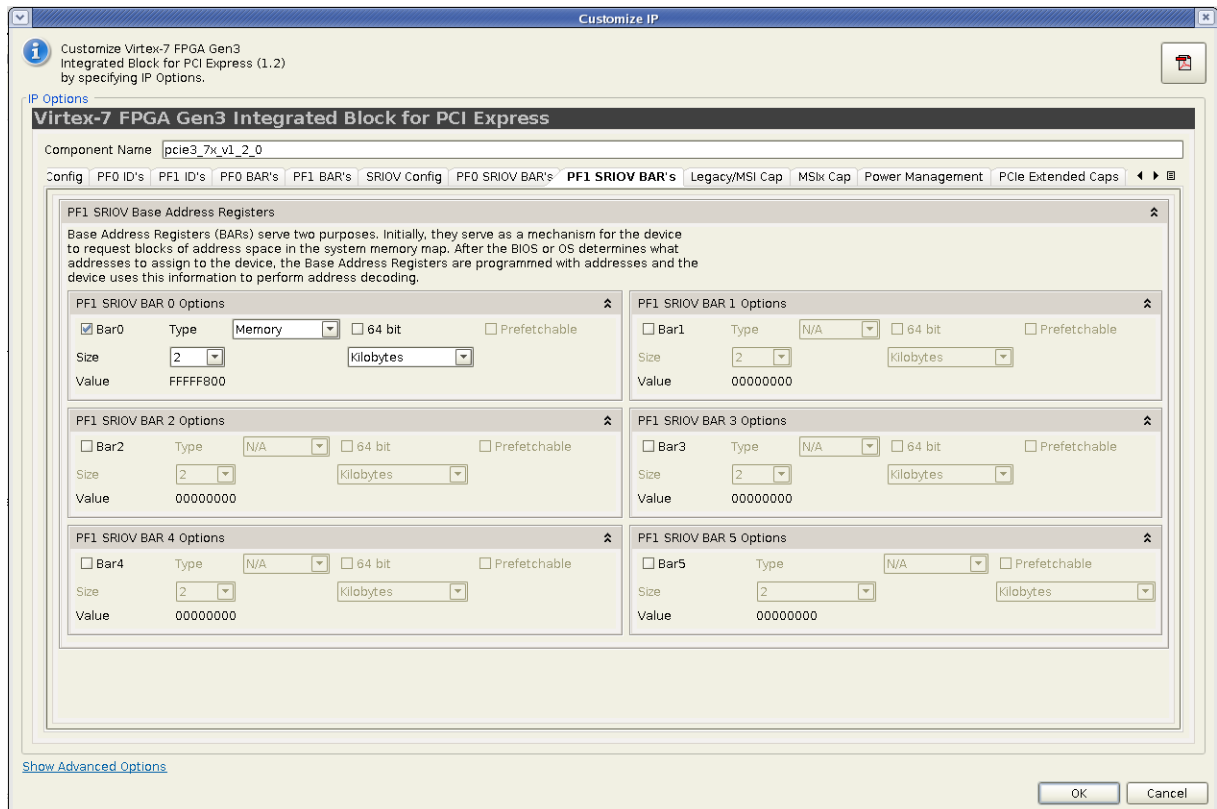 Customize IP
Customize Virtex-7 FPGA Gen3
Integrated Block for PCI Express (1.2)
by specifying IP Options.
IP Options
Virtex-7 FPGA Gen3 Integrated Block for PCI Express
Component Name pcie3_7x_v1_2_0
Config PF0 ID's PF1 ID's PF0 BAR's PF1 BAR's SRIOV Config PF0 SRIOV BAR's PF1 SRIOV BAR's Legacy/MSI Cap MSIx Cap Power Management PCIe Extended Caps
PF1 SRIOV Base Address Registers
Base Address Registers (BARs) serve two purposes. Initially, they serve as a mechanism for the device
to request blocks of address space in the system memory map. After the BIOS or OS determines what
addresses to assign to the device, the Base Address Registers are programmed with addresses and the
device uses this information to perform address decoding.
PF1 SRIOV BAR 0 Options
Bar0 Type Memory 64 bit Prefetchable
Size 2 Kilobytes
Value FFFFF800
PF1 SRIOV BAR 1 Options
Bar1 Type N/A 64 bit Prefetchable
Size 2 Kilobytes
Value 00000000
PF1 SRIOV BAR 2 Options
Bar2 Type N/A 64 bit Prefetchable
Size 2 Kilobytes
Value 00000000
PF1 SRIOV BAR 3 Options
Bar3 Type N/A 64 bit Prefetchable
Size 2 Kilobytes
Value 00000000
PF1 SRIOV BAR 4 Options
Bar4 Type N/A 64 bit Prefetchable
Size 2 Kilobytes
Value 00000000
PF1 SRIOV BAR 5 Options
Bar5 Type N/A Prefetchable
Size 2 Kilobytes
Value 00000000
Show Advanced Options
OK Cancel